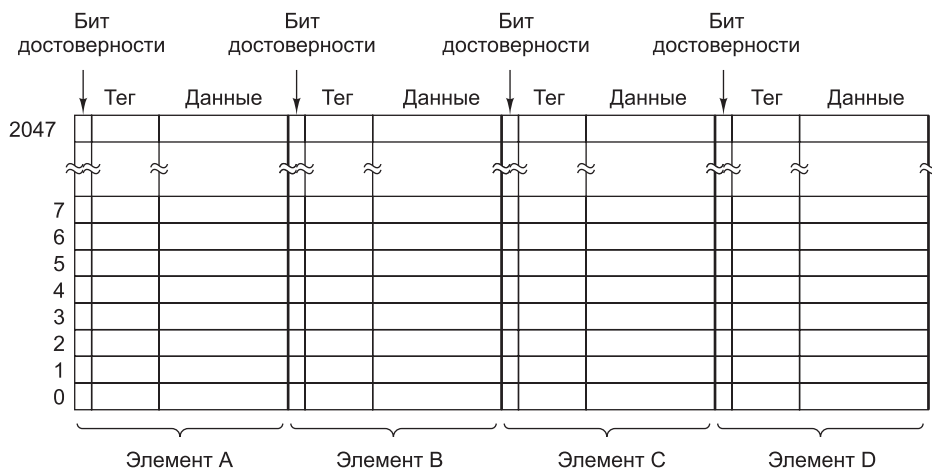 Бит Бит Бит Бит
достоверности достоверности достоверности достоверности
Тег Данные Тег Данные Тег Данные Тег Данные
2047
7
6
5
4
3
2
1
0
Элемент A Элемент B Элемент C Элемент D